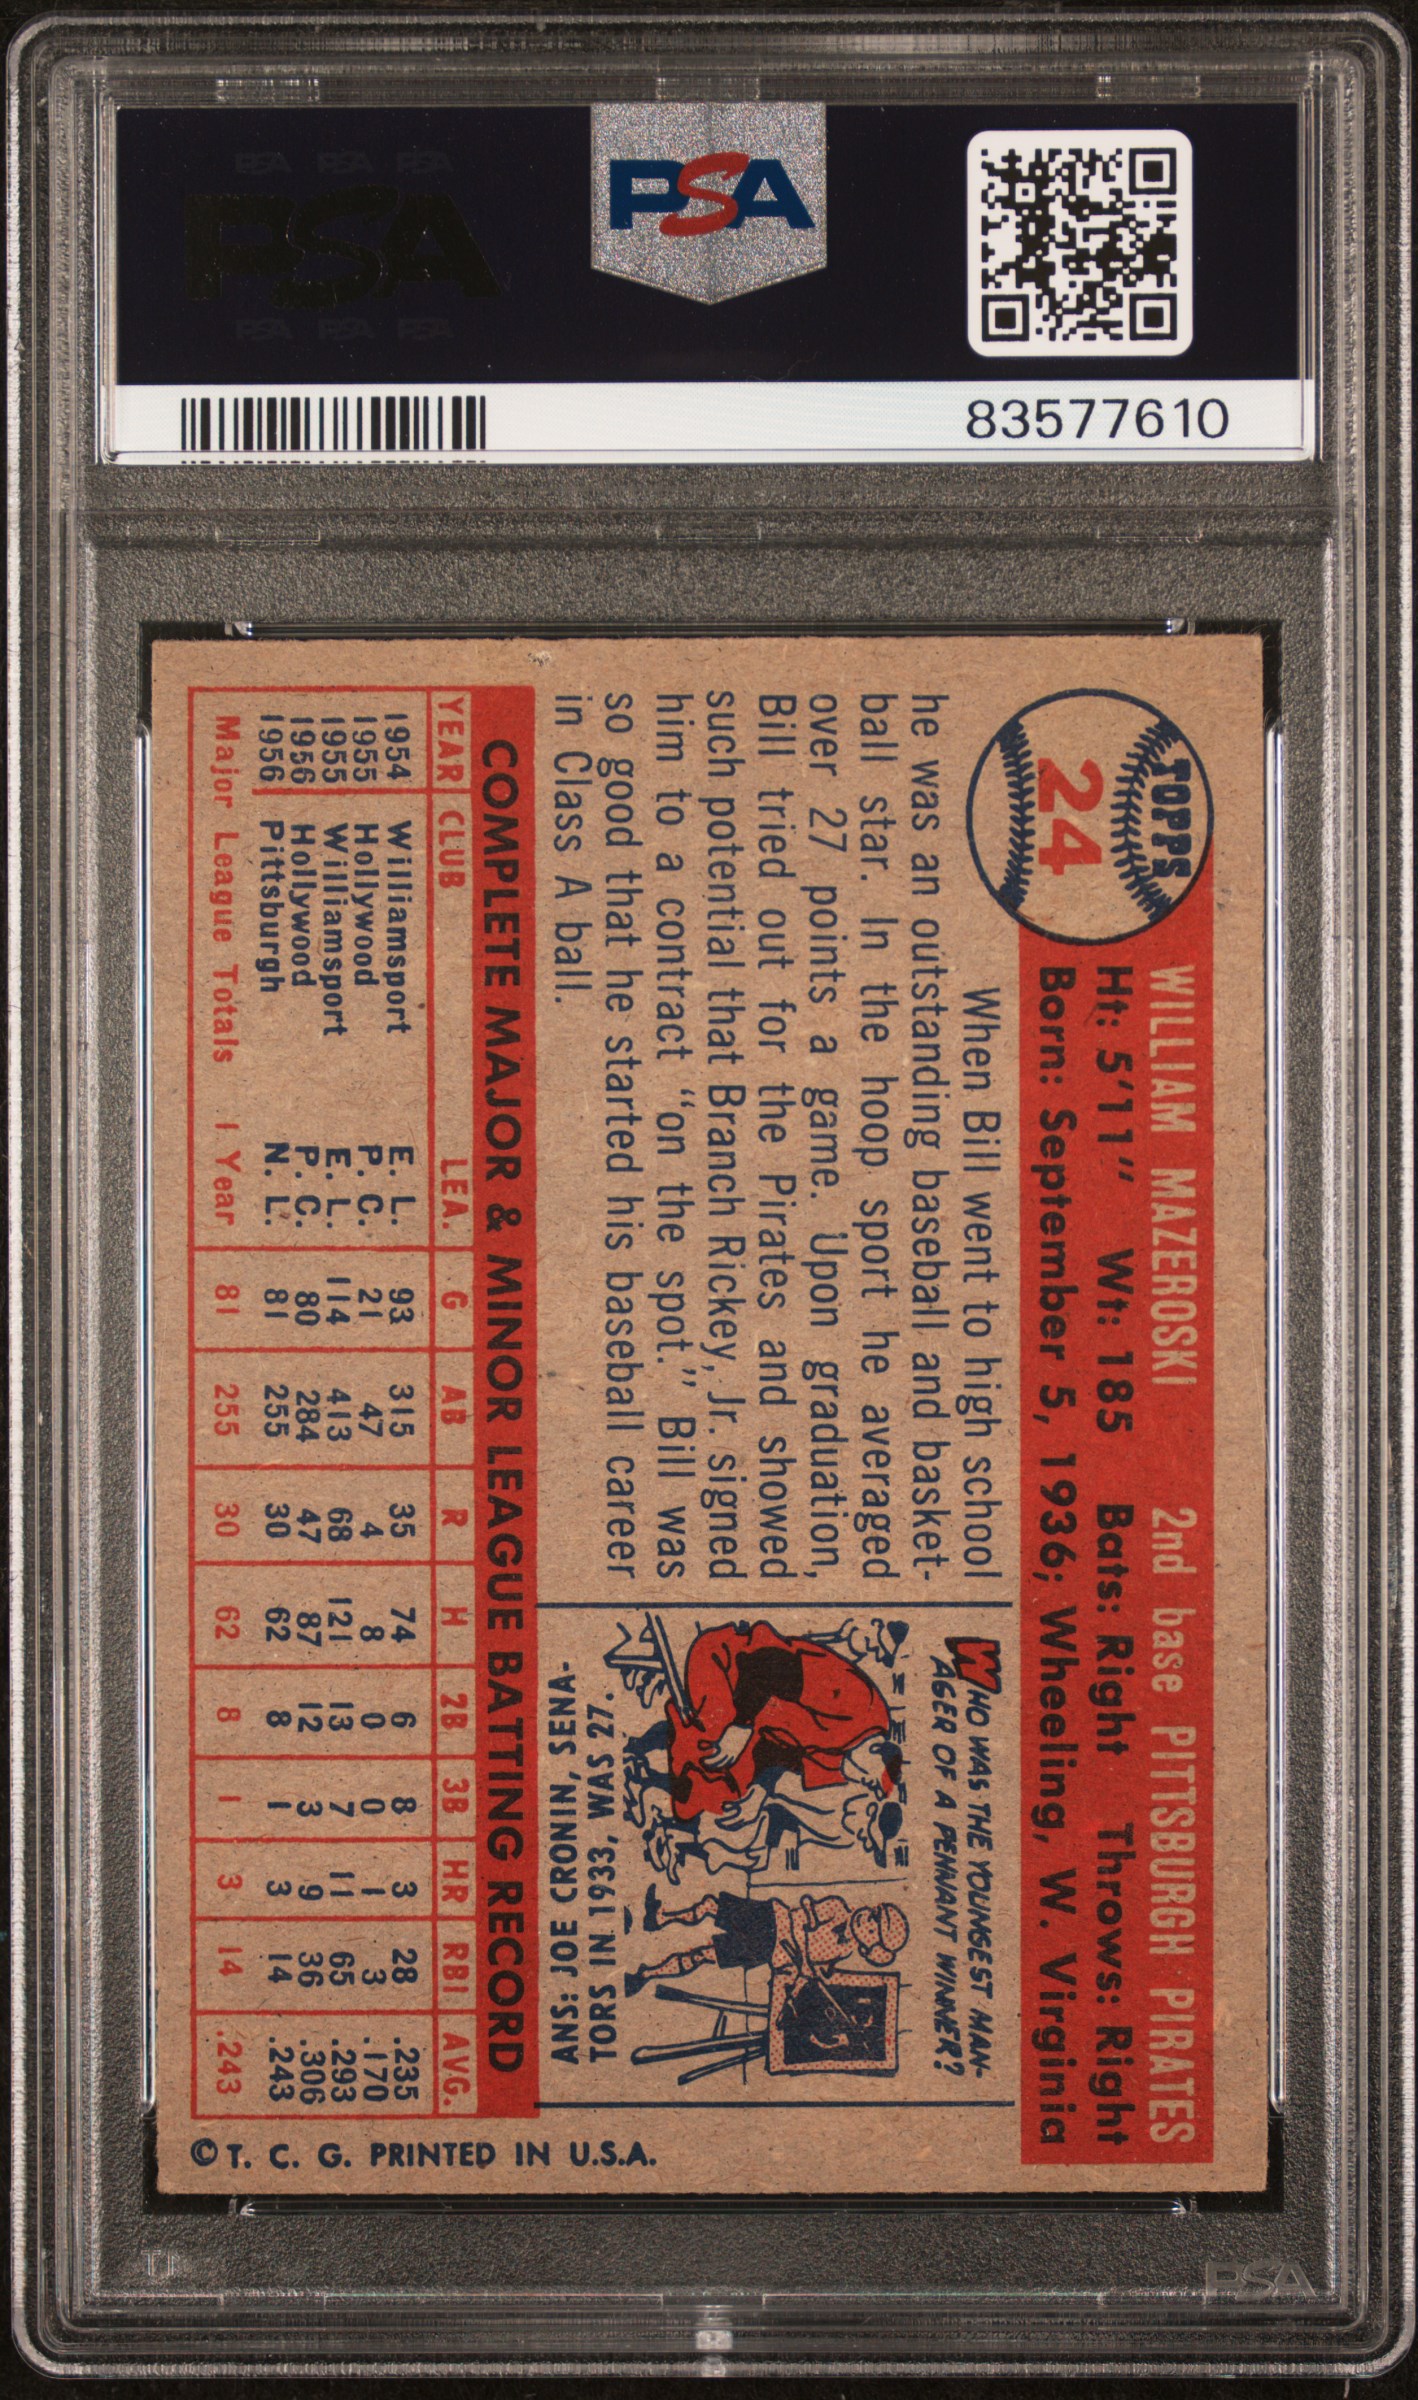 PSA PSA PSA
PSA
PSA PSA PSA
PSA
83577610
TOPPS
24
WILLIAM MAZEROSKI 2nd base PITTSBURGH PIRATES
Ht: 5'11" Wt: 185 Bats: Right Throws: Right
Born: September 5, 1936; Wheeling, W. Virginia
When Bill went to high school
he was an outstanding baseball and basket-
ball star. In the hoop sport he averaged
over 27 points a game. Upon graduation,
Bill tried out for the Pirates and showed
such potential that Branch Rickey, Jr. signed
him to a contract "on the spot." Bill was
so good that he started his baseball career
in Class A ball.
WHO WAS THE YOUNGEST MAN-
AGER OF A PENNANT WINNER?
ANS: JOE CRONIN, SENA-
TORS IN 1933, WAS 27.
COMPLETE MAJOR & MINOR LEAGUE BATTING RECORD
YEAR CLUB LEA. G AB R H 2B 3B HR RBI AVG.
1954 Williamsport E. L. 93 315 35 74 6 8 3 28 .235
1955 Hollywood P. C. 21 47 4 8 0 0 1 3 .170
1955 Williamsport E. L. 114 413 68 121 13 7 11 65 .293
1956 Hollywood P. C. 80 284 47 87 12 3 9 36 .306
1956 Pittsburgh N. L. 81 255 30 62 8 1 3 14 .243
Major League Totals 1 Year 81 255 30 62 8 1 3 14 .243
©T. C. G. PRINTED IN U.S.A.
PSA